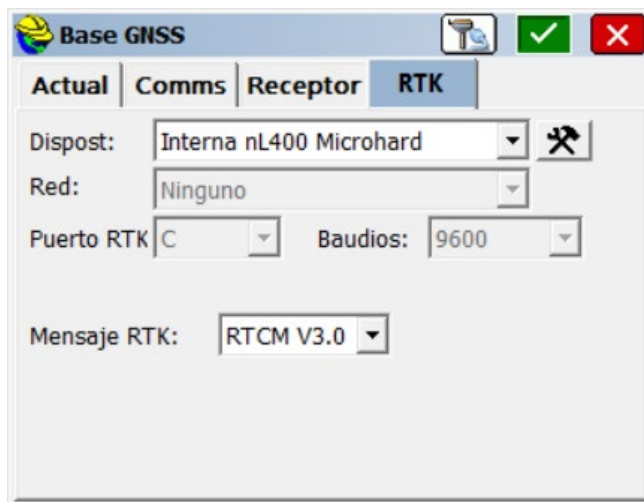 Base GNSS
Actual Comms Receptor RTK
Dispost: Interna nL400 Microhard
Red: Ninguno
Puerto RTK C Baudios: 9600
Mensaje RTK: RTCM V3.0